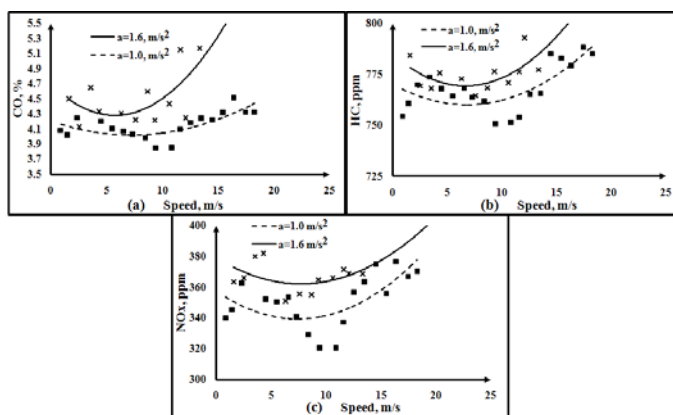 5.5
5.3
5.1
4.9
4.7
4.5
4.3
4.1
3.9
3.7
3.5
CO, %
a=1.6, m/s²
a=1.0, m/s²
0 5 10 15 20 25
(a) Speed, m/s
800
775
750
725
HC, ppm
a=1.0, m/s²
a=1.6, m/s²
0 5 10 15 20 25
(b) Speed, m/s
400
380
360
340
320
300
NOx, ppm
a=1.0 m/s²
a=1.6 m/s²
0 5 10 15 20 25
(c) Speed, m/s